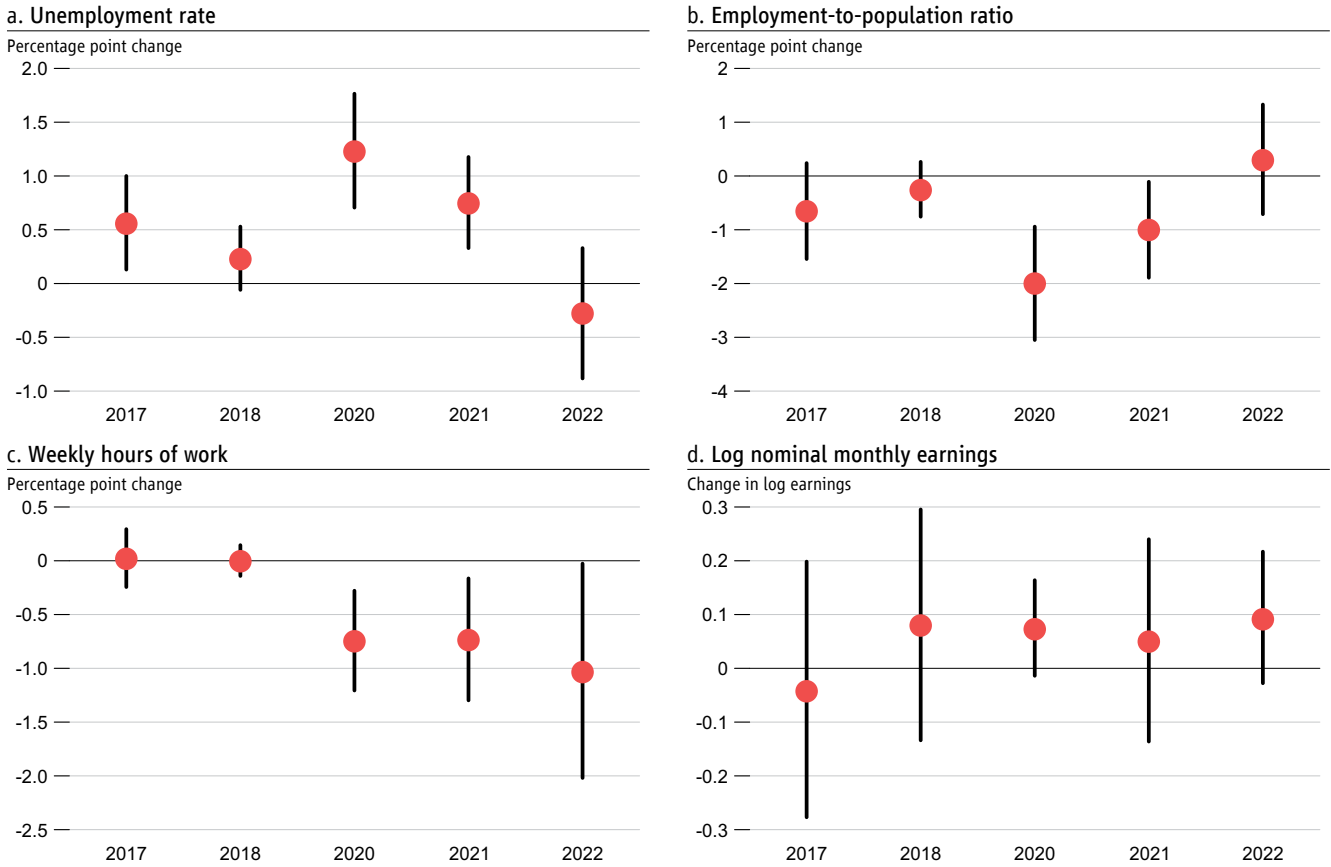 a. Unemployment rate
Percentage point change
2.0
1.5
1.0
0.5
0
-0.5
-1.0
2017 2018 2020 2021 2022
b. Employment-to-population ratio
Percentage point change
2
1
0
-1
-2
-3
-4
2017 2018 2020 2021 2022
c. Weekly hours of work
Percentage point change
0.5
0
-0.5
-1.0
-1.5
-2.0
-2.5
2017 2018 2020 2021 2022
d. Log nominal monthly earnings
Change in log earnings
0.3
0.2
0.1
0
-0.1
-0.2
-0.3
2017 2018 2020 2021 2022